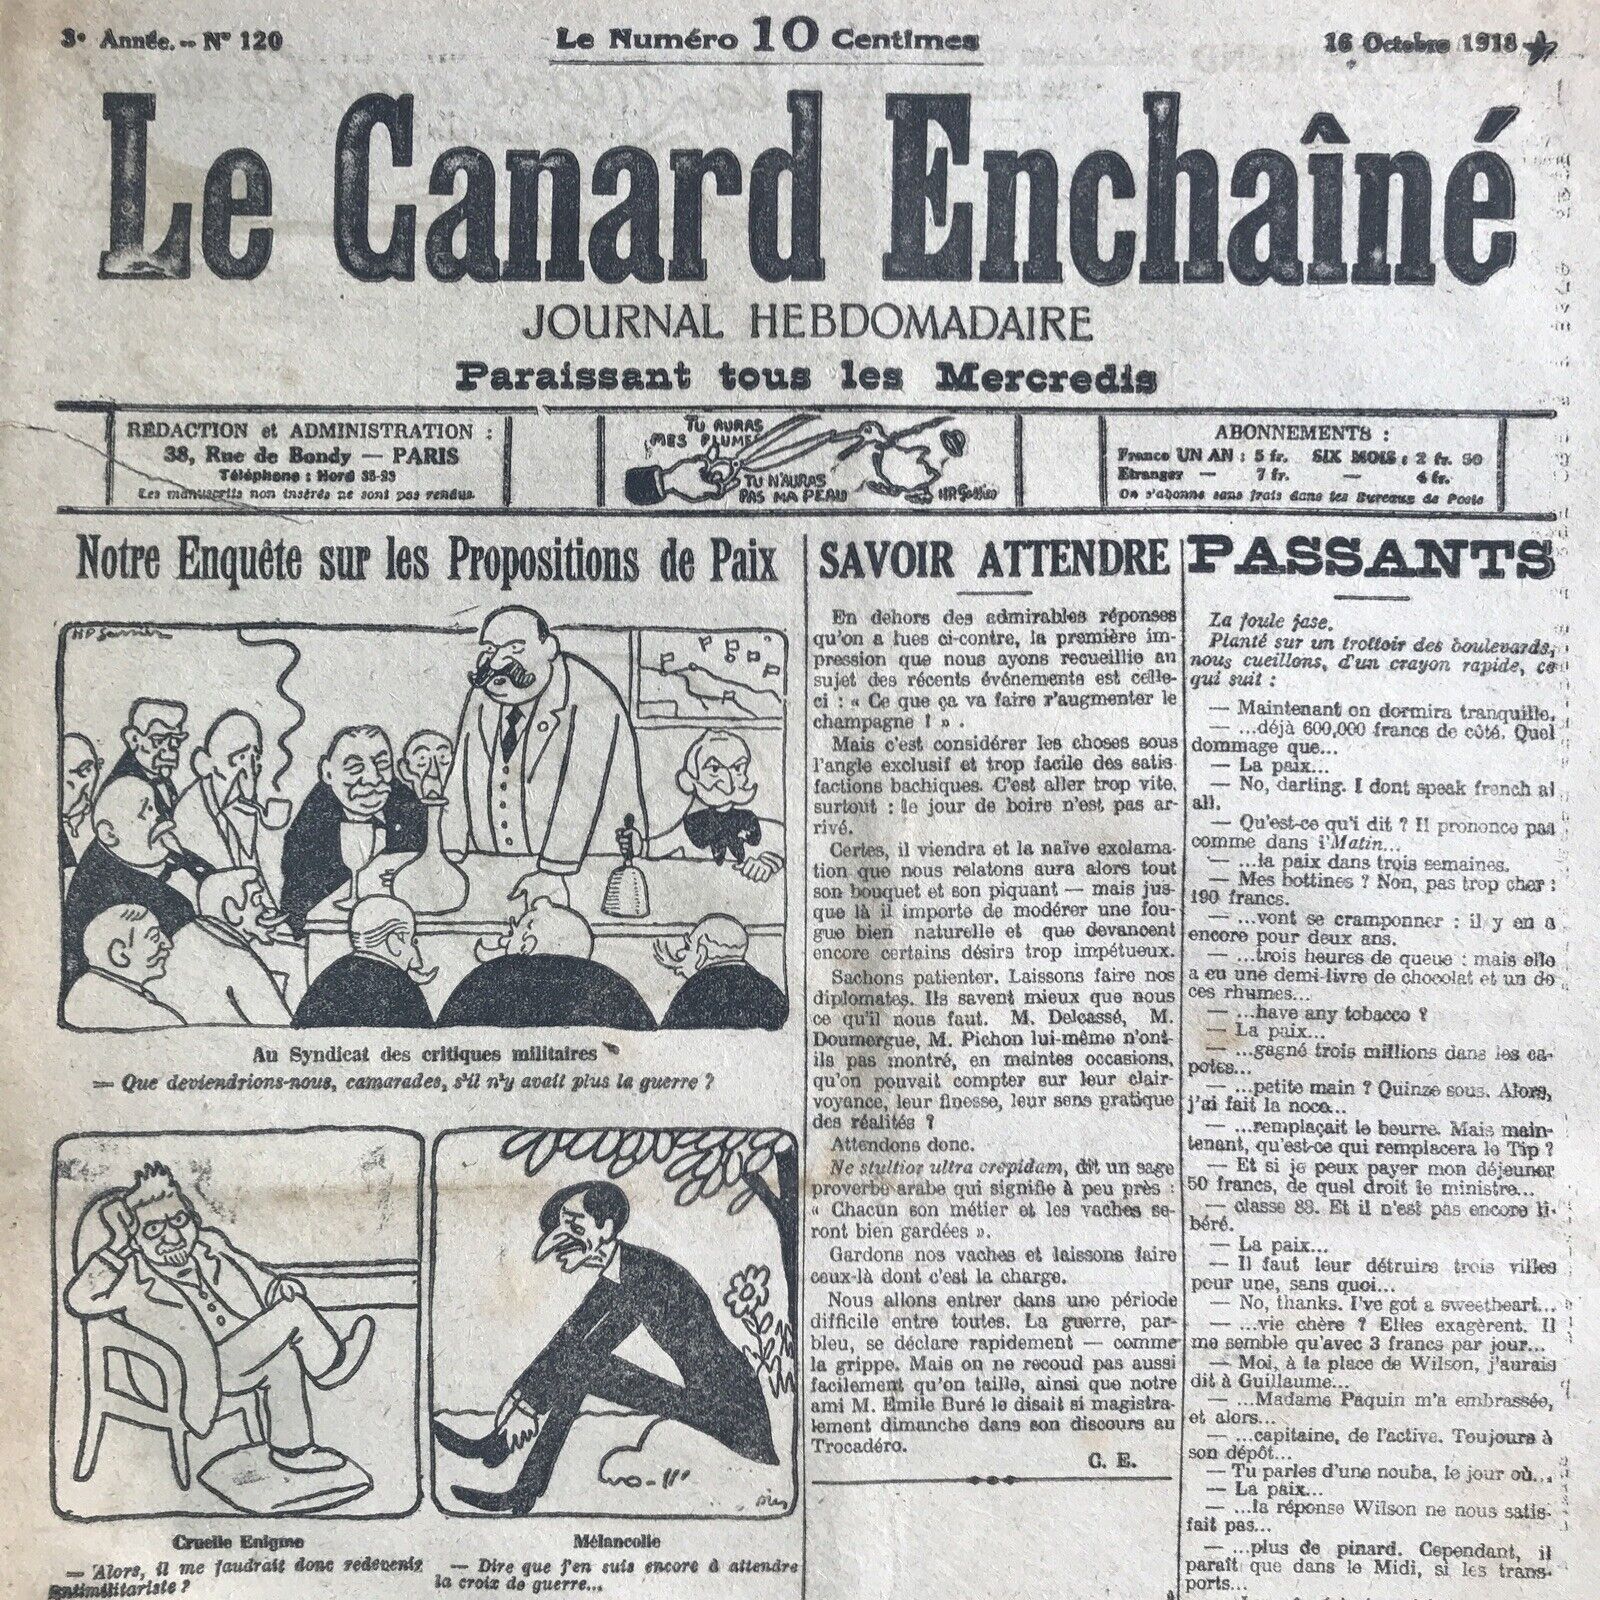 3e Année. - N° 120
Le Numéro 10 Centimes
16 Octobre 1918
Le Canard Enchaîné
JOURNAL HEBDOMADAIRE
Paraissant tous les Mercredis
REDACTION et ADMINISTRATION :
38, Rue de Bondy — PARIS
Téléphone : Nord 35-23
Les manuscrits non insérés ne sont pas rendus.
TU AURAS
MES PLUMES
TU N'AURAS
PAS MA PEAU
HP Gassier
ABONNEMENTS :
France UN AN : 5 fr. SIX MOIS : 2 fr. 50
Etranger — 7 fr. — 4 fr.
On s'abonne sans frais dans les Bureaux de Poste
Notre Enquête sur les Propositions de Paix
HP Gassier
Au Syndicat des critiques militaires
— Que deviendrions-nous, camarades, s'il n'y avait plus la guerre ?
Cruelle Enigme
— Alors, il me faudrait donc redevenir
antimilitariste ?
Mélancolie
— Dire que j'en suis encore à attendre
la croix de guerre...
SAVOIR ATTENDRE
En dehors des admirables réponses
qu'on a lues ci-contre, la première im-
pression que nous ayons recueillie au
sujet des récents événements est celle-
ci : « Ce que ça va faire r'augmenter le
champagne ! » .
Mais c'est considérer les choses sous
l'angle exclusif et trop facile des satis-
factions bachiques. C'est aller trop vite,
surtout : le jour de boire n'est pas ar-
rivé.
Certes, il viendra et la naïve exclama-
tion que nous relatons aura alors tout
son bouquet et son piquant — mais jus-
que là il importe de modérer une fou-
gue bien naturelle et que devancent
encore certains désirs trop impétueux.
Sachons patienter. Laissons faire nos
diplomates. Ils savent mieux que nous
ce qu'il nous faut. M. Delcassé, M.
Doumergue, M. Pichon lui-même n'ont-
ils pas montré, en maintes occasions,
qu'on pouvait compter sur leur clair-
voyance, leur finesse, leur sens pratique
des réalités ?
Attendons donc.
Ne stultior ultra crepidam, dit un sage
proverbe arabe qui signifie à peu près :
« Chacun son métier et les vaches se-
ront bien gardées ».
Gardons nos vaches et laissons faire
ceux-là dont c'est la charge.
Nous allons entrer dans une période
difficile entre toutes. La guerre, par-
bleu, se déclare rapidement — comme
la grippe. Mais on ne recoud pas aussi
facilement qu'on taille, ainsi que notre
ami M. Emile Buré le disait si magistra-
lement dimanche dans son discours au
Trocadéro.
C. E.
PASSANTS
La foule jase.
Planté sur un trottoir des boulevards,
nous cueillons, d'un crayon rapide, ce
qui suit :
— Maintenant on dormira tranquille.
— ...déjà 600,000 francs de côté. Quel
dommage que...
— La paix...
— No, darling. I dont speak french at
all.
— Qu'est-ce qu'i dit ? Il prononce pas
comme dans l'Matin...
— ...la paix dans trois semaines.
— Mes bottines ? Non, pas trop cher :
190 francs.
— ...vont se cramponner : il y en a
encore pour deux ans.
— ...trois heures de queue : mais elle
a eu une demi-livre de chocolat et un de
ces rhumes...
— ...have any tobacco ?
— La paix...
— ...gagné trois millions dans les ca-
potes...
— ...petite main ? Quinze sous. Alors,
j'ai fait la noce...
— ...remplaçait le beurre. Mais main-
tenant, qu'est-ce qui remplacera le Tip ?
— Et si je peux payer mon déjeuner
50 francs, de quel droit le ministre...
— classe 88. Et il n'est pas encore li-
béré.
— La paix...
— Il faut leur détruire trois villes
pour une, sans quoi...
— No, thanks. I've got a sweetheart...
— ...vie chère ? Elles exagèrent. Il
me semble qu'avec 3 francs par jour...
— Moi, à la place de Wilson, j'aurais
dit à Guillaume...
— ...Madame Paquin m'a embrassée,
et alors...
— ...capitaine, de l'active. Toujours à
son dépôt...
— Tu parles d'une nouba, le jour où...
— La paix...
— ...la réponse Wilson ne nous satis-
fait pas...
— ...plus de pinard. Cependant, il
paraît que dans le Midi, si les trans-
ports...